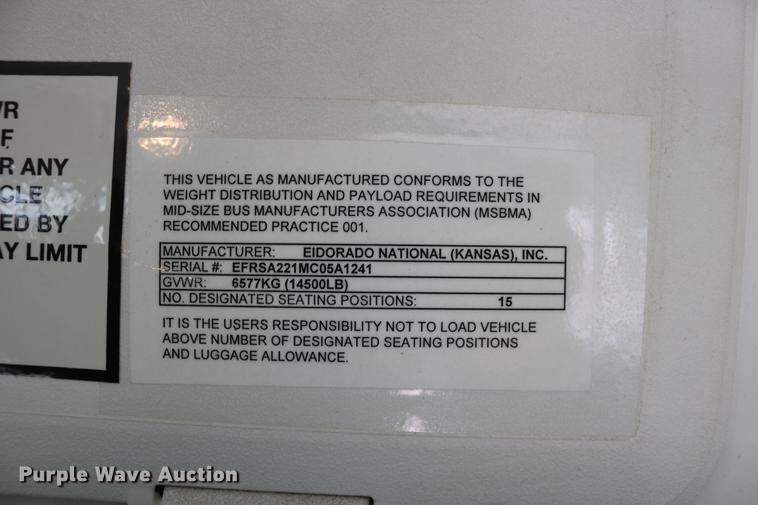 /R
F
R ANY
CLE
ED BY
AY LIMIT
THIS VEHICLE AS MANUFACTURED CONFORMS TO THE
WEIGHT DISTRIBUTION AND PAYLOAD REQUIREMENTS IN
MID-SIZE BUS MANUFACTURERS ASSOCIATION (MSBMA)
RECOMMENDED PRACTICE 001.
MANUFACTURER: EIDORADO NATIONAL (KANSAS), INC.
SERIAL #: EFRSA221MC05A1241
GVWR: 6577KG (14500LB)
NO. DESIGNATED SEATING POSITIONS: 15
IT IS THE USERS RESPONSIBILITY NOT TO LOAD VEHICLE
ABOVE NUMBER OF DESIGNATED SEATING POSITIONS
AND LUGGAGE ALLOWANCE.
Purple Wave Auction